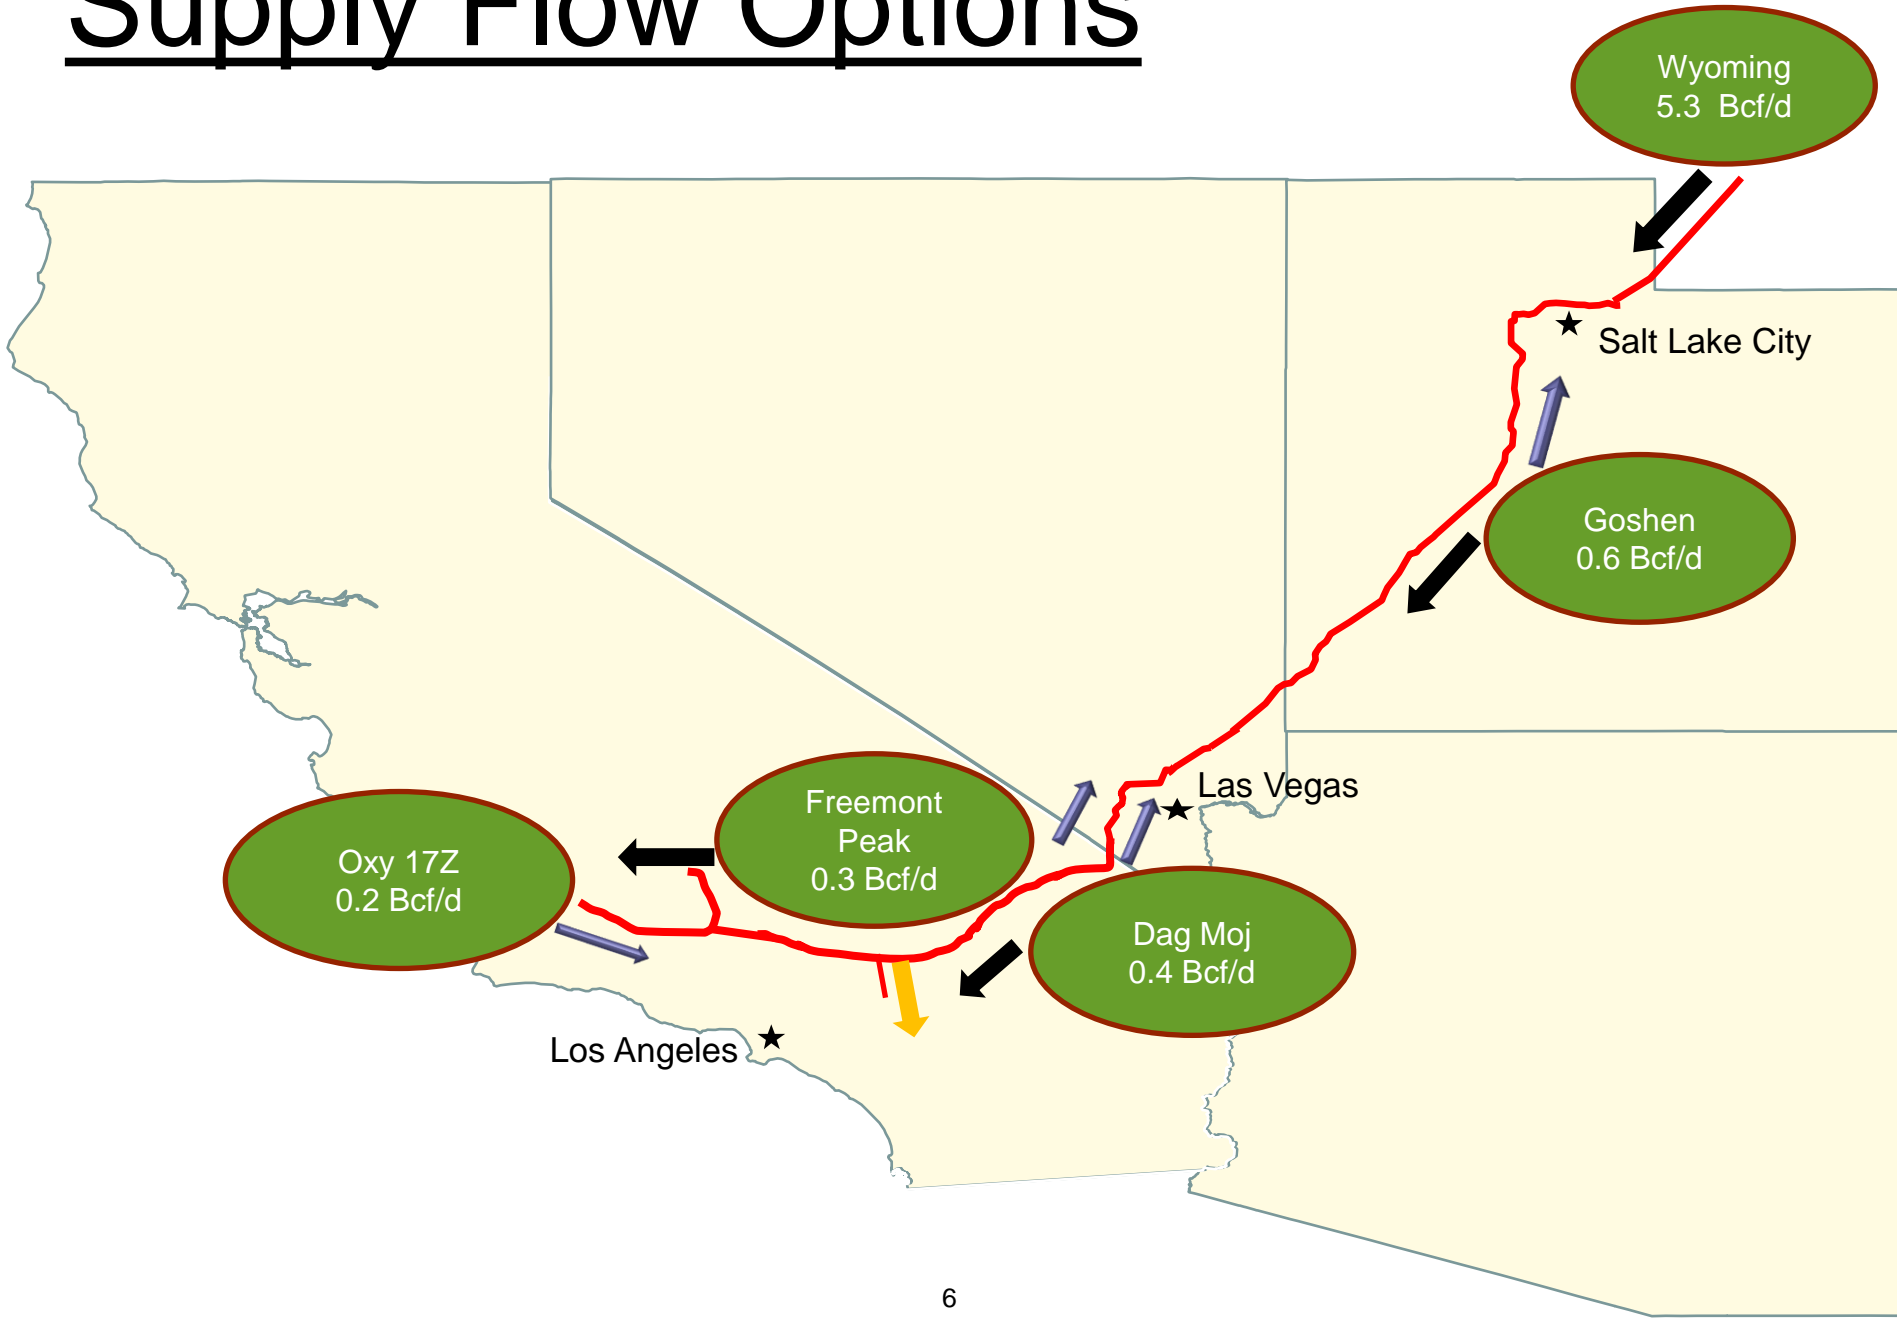 Supply Flow Options
Wyoming
5.3 Bcf/d
Salt Lake City
Goshen
0.6 Bcf/d
Las Vegas
Freemont
Peak
0.3 Bcf/d
Oxy 17Z
0.2 Bcf/d
Dag Moj
0.4 Bcf/d
Los Angeles
6